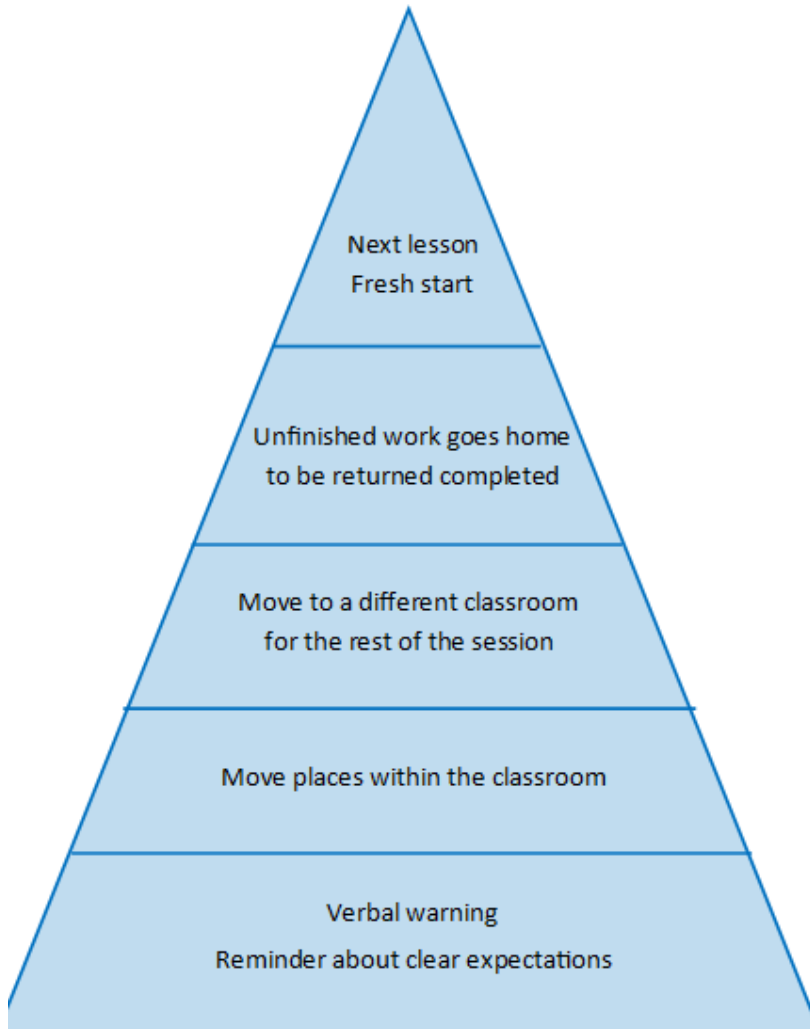 Next lesson
Fresh start
Unfinished work goes home
to be returned completed
Move to a different classroom
for the rest of the session
Move places within the classroom
Verbal warning
Reminder about clear expectations